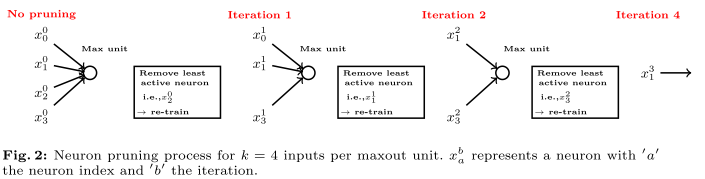 No pruning Iteration 1 Iteration 2 Iteration 4
x_0^0
x_1^0
x_2^0
x_3^0
Max unit
Remove least
active neuron
i.e.,x_2^0
→ re-train
x_0^1
x_1^1
x_3^1
Max unit
Remove least
active neuron
i.e.,x_1^1
→ re-train
x_1^2
x_3^2
Max unit
Remove least
active neuron
i.e.,x_3^2
→ re-train
x_1^3
Fig. 2: Neuron pruning process for k = 4 inputs per maxout unit. x_a^b represents a neuron with ′a′
the neuron index and ′b′ the iteration.